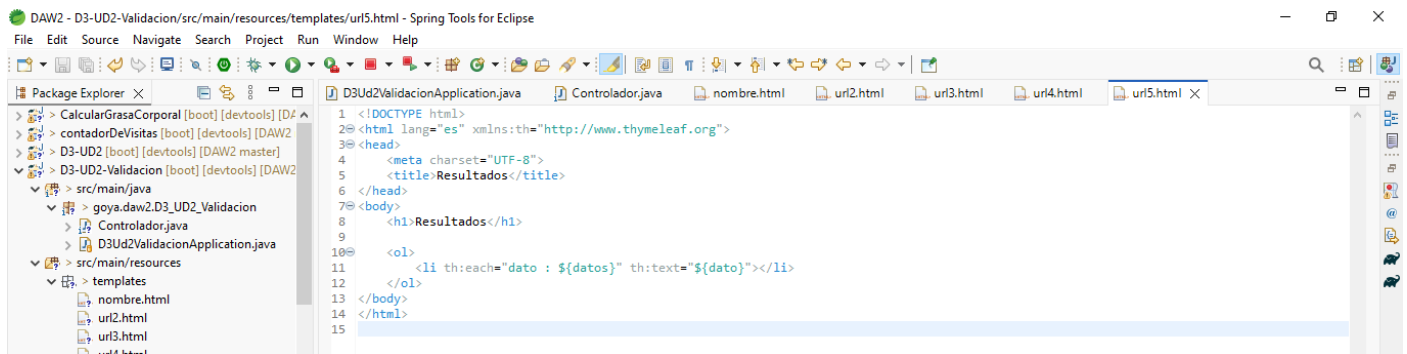 DAW2 - D3-UD2-Validacion/src/main/resources/templates/url5.html - Spring Tools for Eclipse
File Edit Source Navigate Search Project Run Window Help
Package Explorer
> CalcularGrasaCorporal [boot] [devtools] [DA
> contadorDeVisitas [boot] [devtools] [DAW2
> D3-UD2 [boot] [devtools] [DAW2 master]
> D3-UD2-Validacion [boot] [devtools] [DAW2
> src/main/java
> goya.daw2.D3_UD2_Validacion
Controlador.java
D3Ud2ValidacionApplication.java
> src/main/resources
> templates
nombre.html
url2.html
url3.html
D3Ud2ValidacionApplication.java Controlador.java nombre.html url2.html url3.html url4.html url5.html
1 <!DOCTYPE html>
2 <html lang="es" xmlns:th="http://www.thymeleaf.org">
3 <head>
4 <meta charset="UTF-8">
5 <title>Resultados</title>
6 </head>
7 <body>
8 <h1>Resultados</h1>
9
10 <ol>
11 <li th:each="dato : ${datos}" th:text="${dato}"></li>
12 </ol>
13 </body>
14 </html>
15